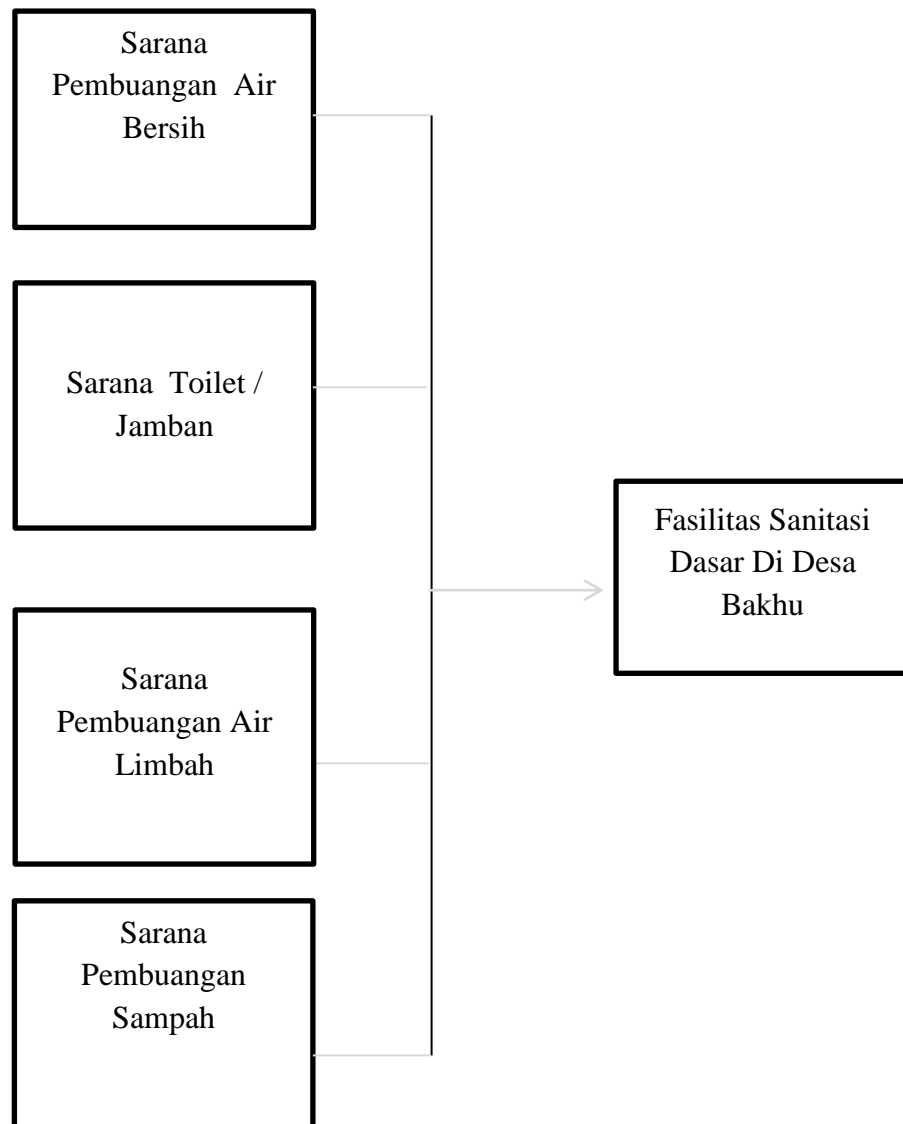 Sarana
Pembuangan Air
Bersih
Sarana Toilet /
Jamban
Sarana
Pembuangan Air
Limbah
Sarana
Pembuangan
Sampah
Fasilitas Sanitasi
Dasar Di Desa
Bakhu